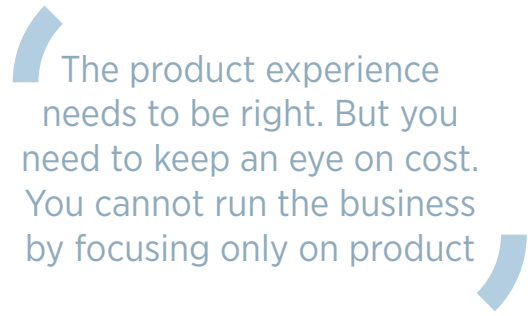 The product experience
needs to be right. But you
need to keep an eye on cost.
You cannot run the business
by focusing only on product